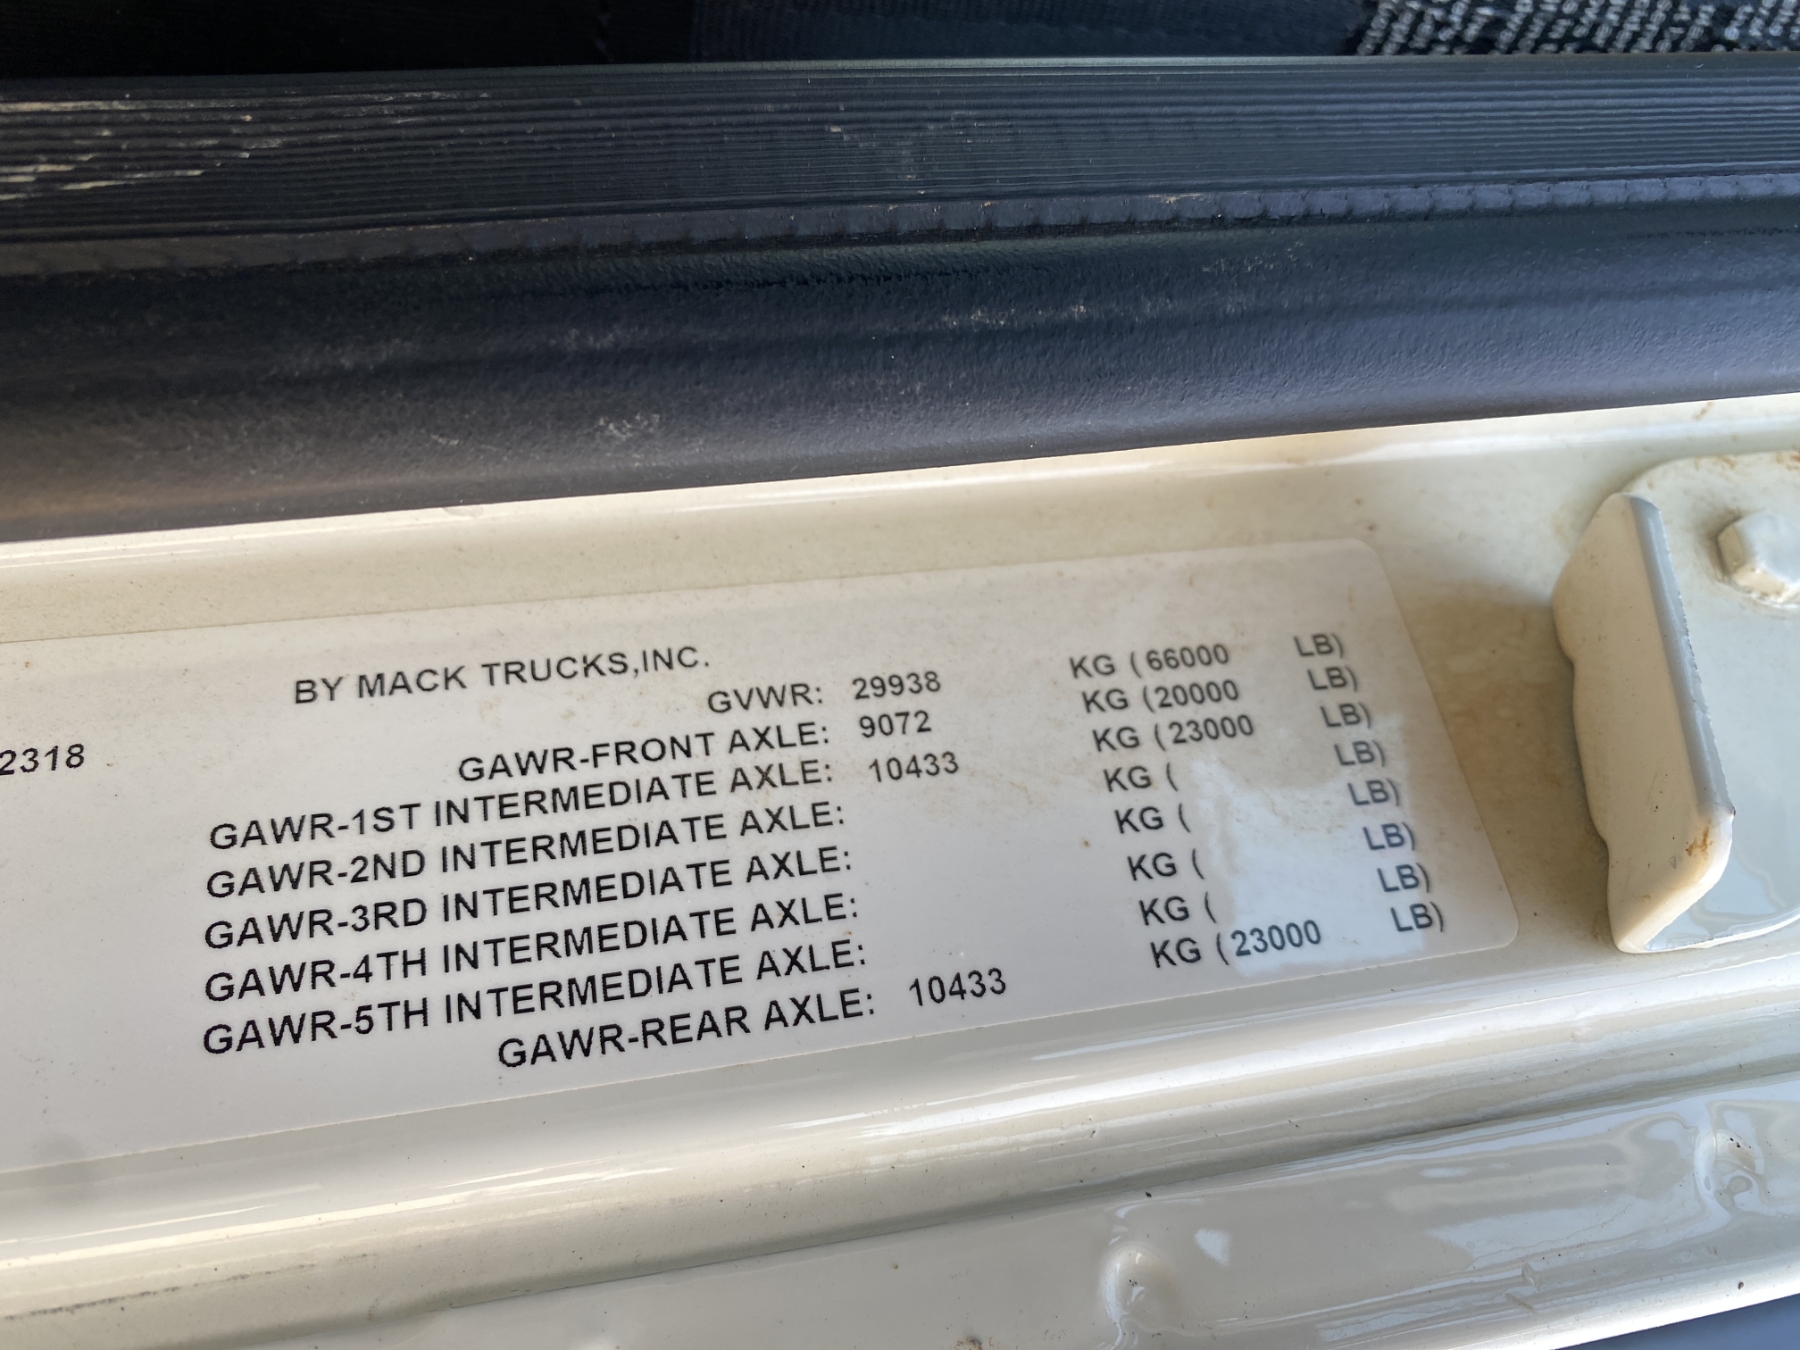 BY MACK TRUCKS,INC.
GVWR: 29938 KG (66000 LB)
2318 GAWR-FRONT AXLE: 9072 KG (20000 LB)
GAWR-1ST INTERMEDIATE AXLE: 10433 KG (23000 LB)
GAWR-2ND INTERMEDIATE AXLE: KG ( LB)
GAWR-3RD INTERMEDIATE AXLE: KG ( LB)
GAWR-4TH INTERMEDIATE AXLE: KG ( LB)
GAWR-5TH INTERMEDIATE AXLE: KG ( LB)
GAWR-REAR AXLE: 10433 KG (23000 LB)